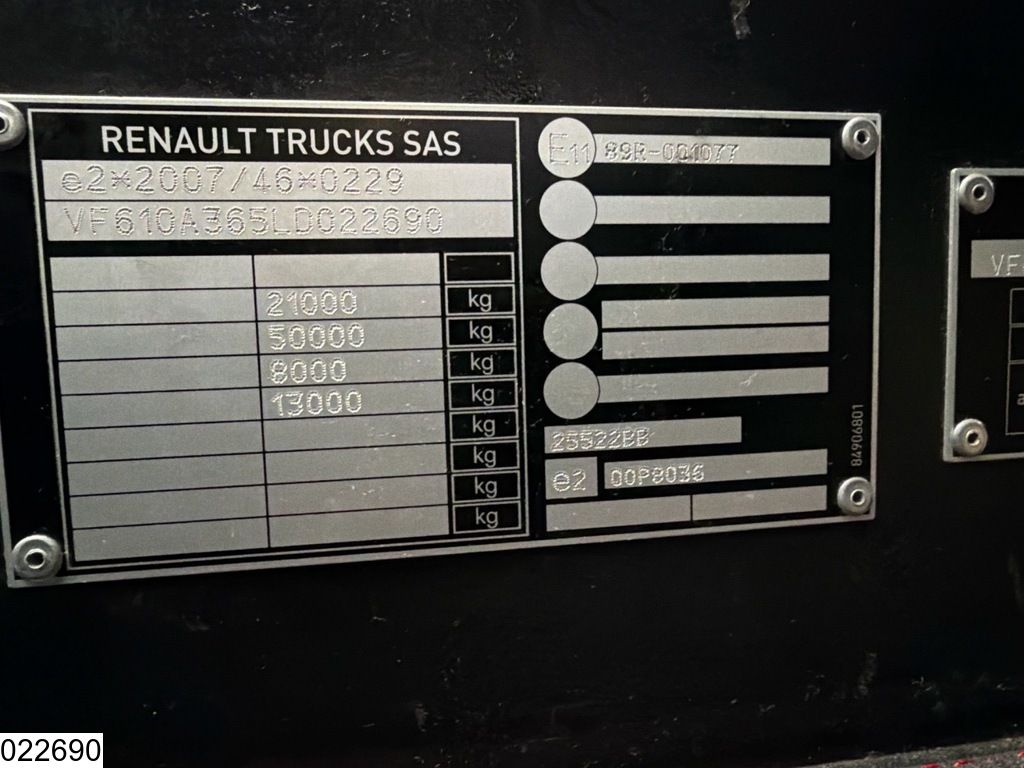 RENAULT TRUCKS SAS
e2*2007/46*0229
VF610A365LD022690
21000 kg
50000 kg
8000 kg
13000 kg
kg
kg
kg
kg
E11 89R-001077
25522BB
e2 00P8036
84906801
VF
a
022690